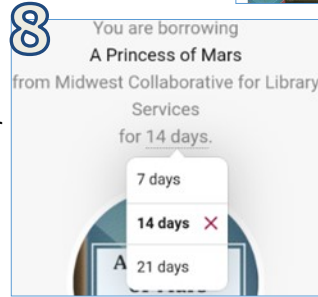 8
You are borrowing
A Princess of Mars
from Midwest Collaborative for Library
Services
for 14 days.
7 days
14 days ×
21 days
A